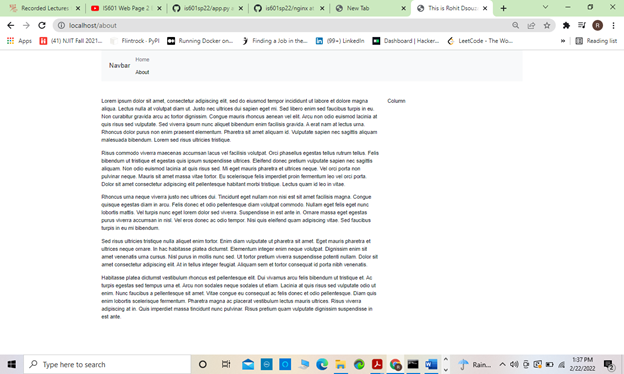 Recorded Lectures
IS601 Web Page 2
is601sp22/app.py
is601sp22/nginx at
New Tab
This is Rohit Dsou
localhost/about
Apps
(41) NJIT Fall 2021...
Flintrock · PyPI
Running Docker on...
Finding a Job in the...
(99+) LinkedIn
Dashboard | Hacker...
LeetCode - The Wo...
Reading list
Navbar
Home
About
Lorem ipsum dolor sit amet, consectetur adipiscing elit, sed do eiusmod tempor incididunt ut labore et dolore magna
aliqua. Lectus nulla at volutpat diam ut. Justo nec ultrices dui sapien eget mi. Sed libero enim sed faucibus turpis in eu.
Non curabitur gravida arcu ac tortor dignissim. Congue mauris rhoncus aenean vel elit. Arcu non odio euismod lacinia at
quis risus sed vulputate. Sed viverra ipsum nunc aliquet bibendum enim facilisis gravida. A erat nam at lectus urna.
Rhoncus dolor purus non enim praesent elementum. Pharetra sit amet aliquam id. Vulputate sapien nec sagittis aliquam
malesuada bibendum. Lorem sed risus ultricies tristique.
Column
Risus commodo viverra maecenas accumsan lacus vel facilisis volutpat. Orci phasellus egestas tellus rutrum tellus. Felis
bibendum ut tristique et egestas quis ipsum suspendisse ultrices. Eleifend donec pretium vulputate sapien nec sagittis
aliquam. Non odio euismod lacinia at quis risus sed. Mi eget mauris pharetra et ultrices neque. Vel orci porta non
pulvinar neque. Mauris sit amet massa vitae tortor. Eu scelerisque felis imperdiet proin fermentum leo vel orci porta.
Dolor sit amet consectetur adipiscing elit pellentesque habitant morbi tristique. Lectus quam id leo in vitae.
Rhoncus urna neque viverra justo nec ultrices dui. Tincidunt eget nullam non nisi est sit amet facilisis magna. Congue
quisque egestas diam in arcu. Felis donec et odio pellentesque diam volutpat commodo. Nullam eget felis eget nunc
lobortis mattis. Vel turpis nunc eget lorem dolor sed viverra. Suspendisse in est ante in. Ornare massa eget egestas
purus viverra accumsan in nisl. Vel eros donec ac odio tempor. Nisi quis eleifend quam adipiscing vitae. Sed faucibus
turpis in eu mi bibendum.
Sed risus ultricies tristique nulla aliquet enim tortor. Enim diam vulputate ut pharetra sit amet. Eget mauris pharetra et
ultrices neque ornare. In hac habitasse platea dictumst. Elementum integer enim neque volutpat. Dignissim enim sit
amet venenatis urna cursus. Nisl purus in mollis nunc sed. Ut tortor pretium viverra suspendisse potenti nullam. Dolor sit
amet consectetur adipiscing elit. At in tellus integer feugiat. Aliquam sem et tortor consequat id porta nibh venenatis.
Habitasse platea dictumst vestibulum rhoncus est pellentesque elit. Dui vivamus arcu felis bibendum ut tristique et. Ac
turpis egestas sed tempus urna et. Arcu non sodales neque sodales ut etiam. Lacinia at quis risus sed vulputate odio ut
enim. Nunc faucibus a pellentesque sit amet. Vitae congue eu consequat ac felis donec et odio pellentesque. Diam quis
enim lobortis scelerisque fermentum. Pharetra magna ac placerat vestibulum lectus mauris ultrices. Risus viverra
adipiscing at in. Quis imperdiet massa tincidunt nunc pulvinar. Risus pretium quam vulputate dignissim suspendisse in
est ante.
Type here to search
Rain...
1:37 PM
2/22/2022